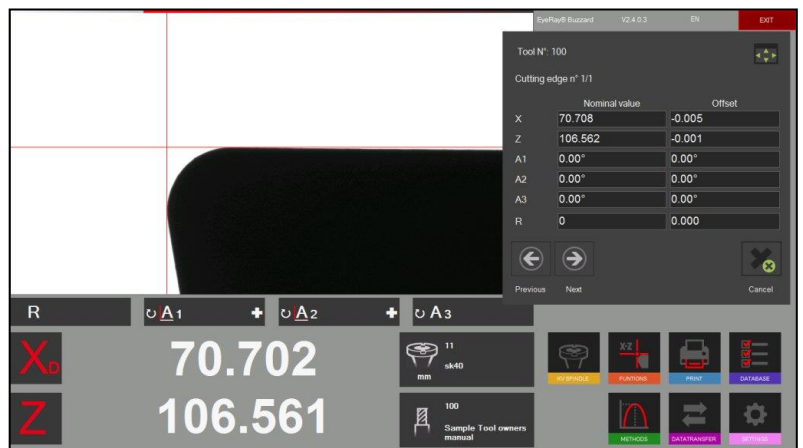 EyeRay® Buzzard V2.4.0.3 EN EXIT
Tool N°: 100
Cutting edge n° 1/1
Nominal value Offset
X 70.708 -0.005
Z 106.562 -0.001
A1 0.00° 0.00°
A2 0.00° 0.00°
A3 0.00° 0.00°
R 0 0.000
Previous Next Cancel
R A1 A2 A3
XD 70.702
Z 106.561
11
sk40
mm
100
Sample Tool owners
manual
X-Z
KV SPINDLE FUNTIONS PRINT DATABASE
METHODS DATATRANSFER SETTINGS